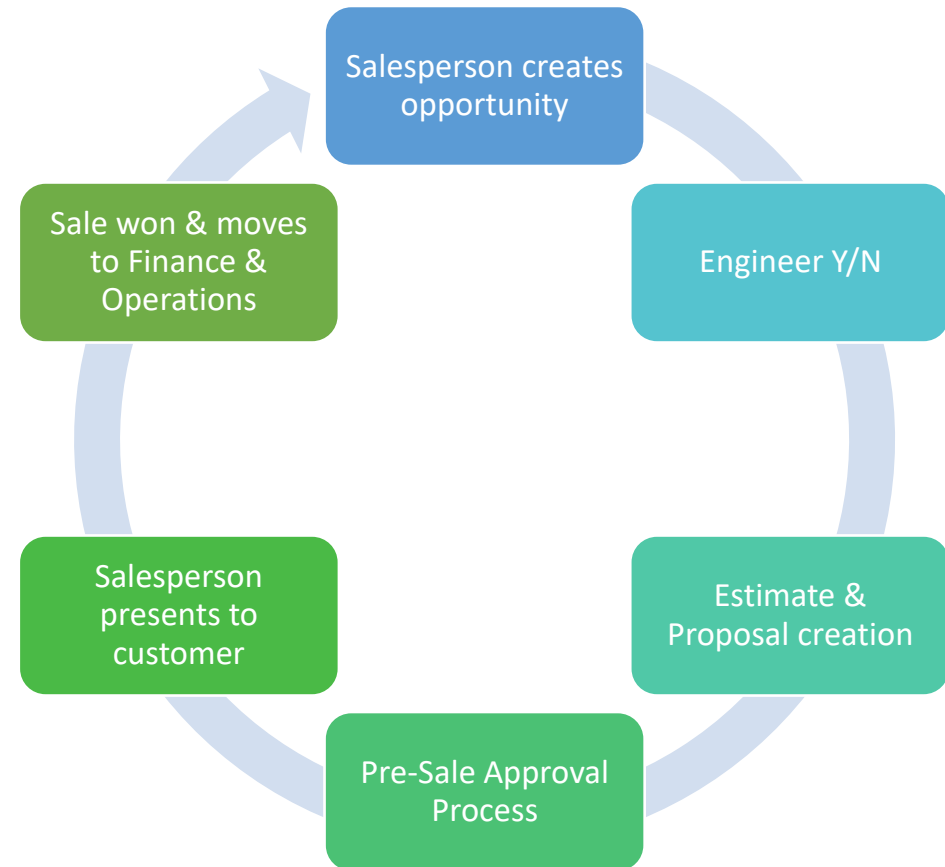 Salesperson creates
opportunity
Engineer Y/N
Estimate &
Proposal creation
Pre-Sale Approval
Process
Salesperson
presents to
customer
Sale won & moves
to Finance &
Operations